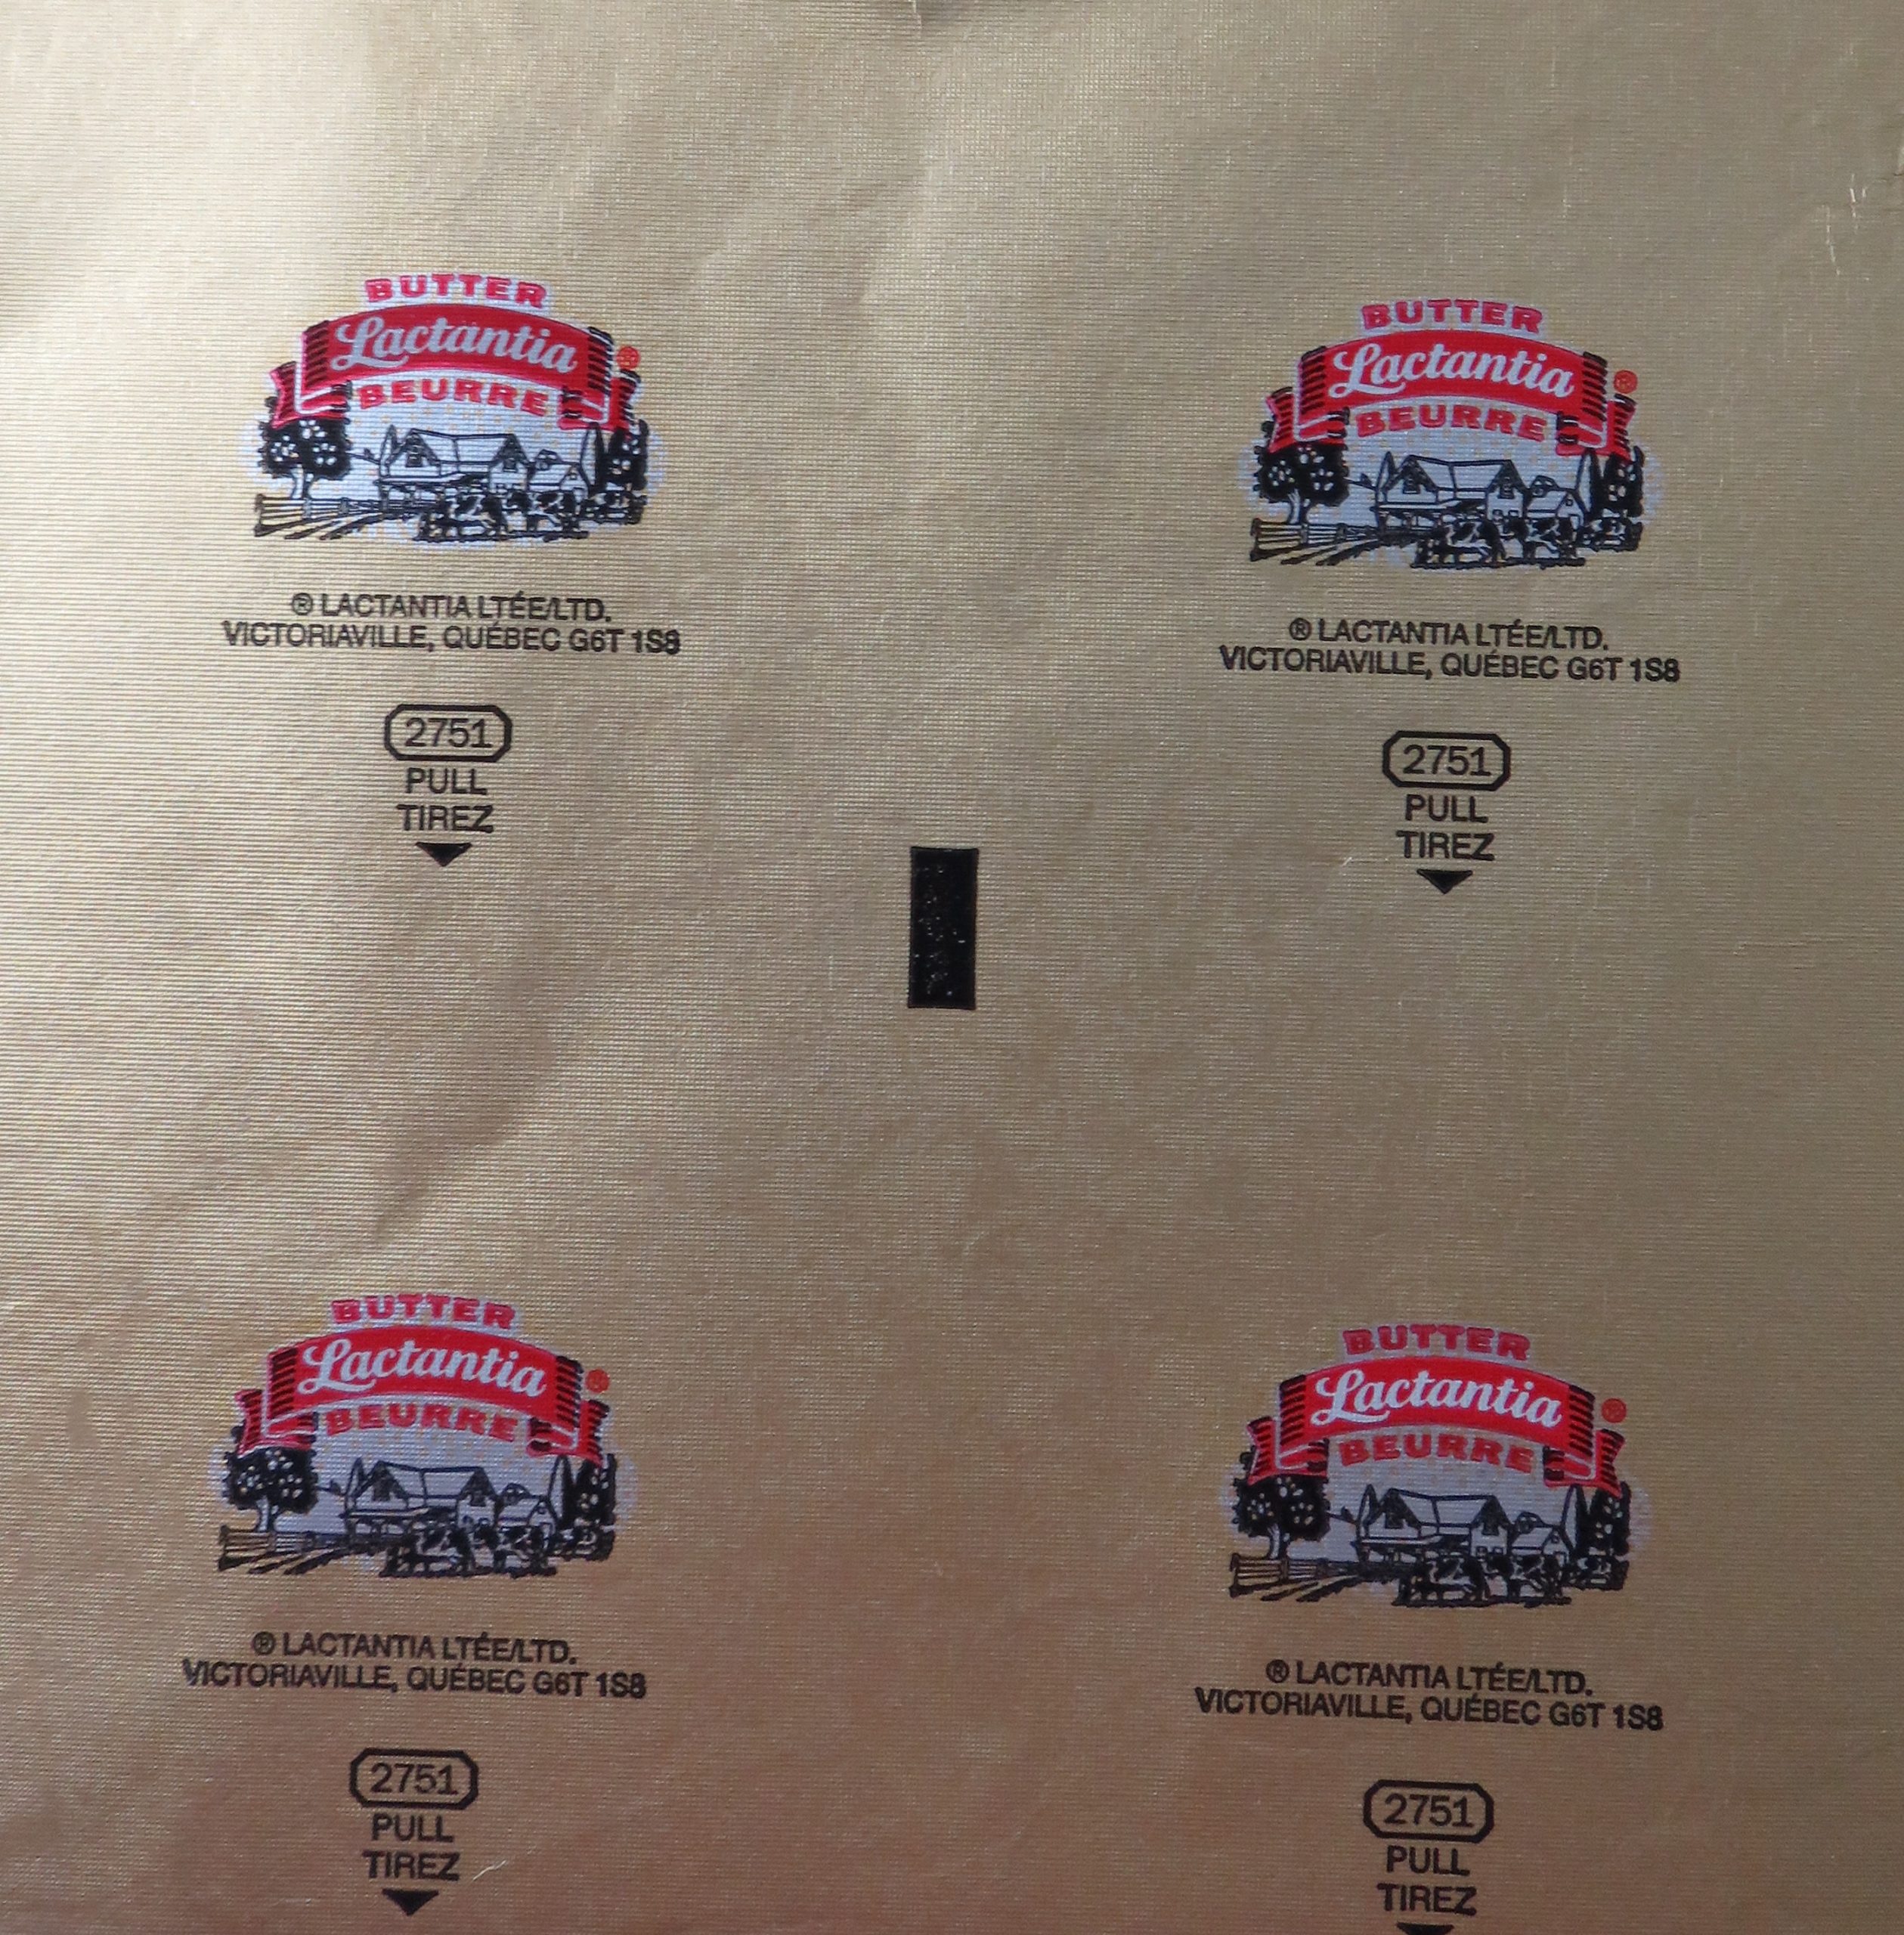 BUTTER
Lactantia®
BEURRE
® LACTANTIA LTÉE/LTD.
VICTORIAVILLE, QUÉBEC G6T 1S8
2751
PULL
TIREZ
BUTTER
Lactantia®
BEURRE
® LACTANTIA LTÉE/LTD.
VICTORIAVILLE, QUÉBEC G6T 1S8
2751
PULL
TIREZ
BUTTER
Lactantia®
BEURRE
® LACTANTIA LTÉE/LTD.
VICTORIAVILLE, QUÉBEC G6T 1S8
2751
PULL
TIREZ
BUTTER
Lactantia®
BEURRE
® LACTANTIA LTÉE/LTD.
VICTORIAVILLE, QUÉBEC G6T 1S8
2751
PULL
TIREZ